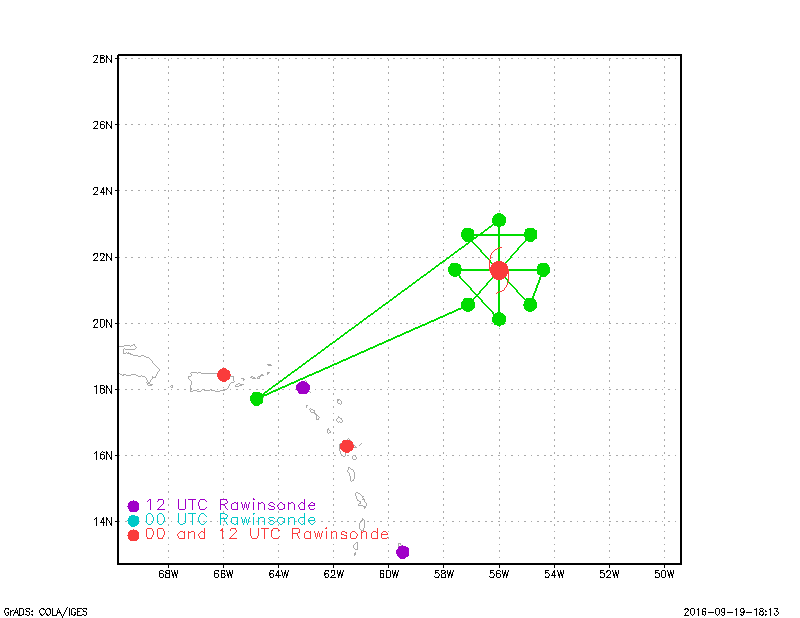 28N
26N
24N
22N
20N
18N
16N
14N
12 UTC Rawinsonde
00 UTC Rawinsonde
00 and 12 UTC Rawinsonde
68W 66W 64W 62W 60W 58W 56W 54W 52W 50W
GrADS: COLA/IGES 2016-09-19-18:13